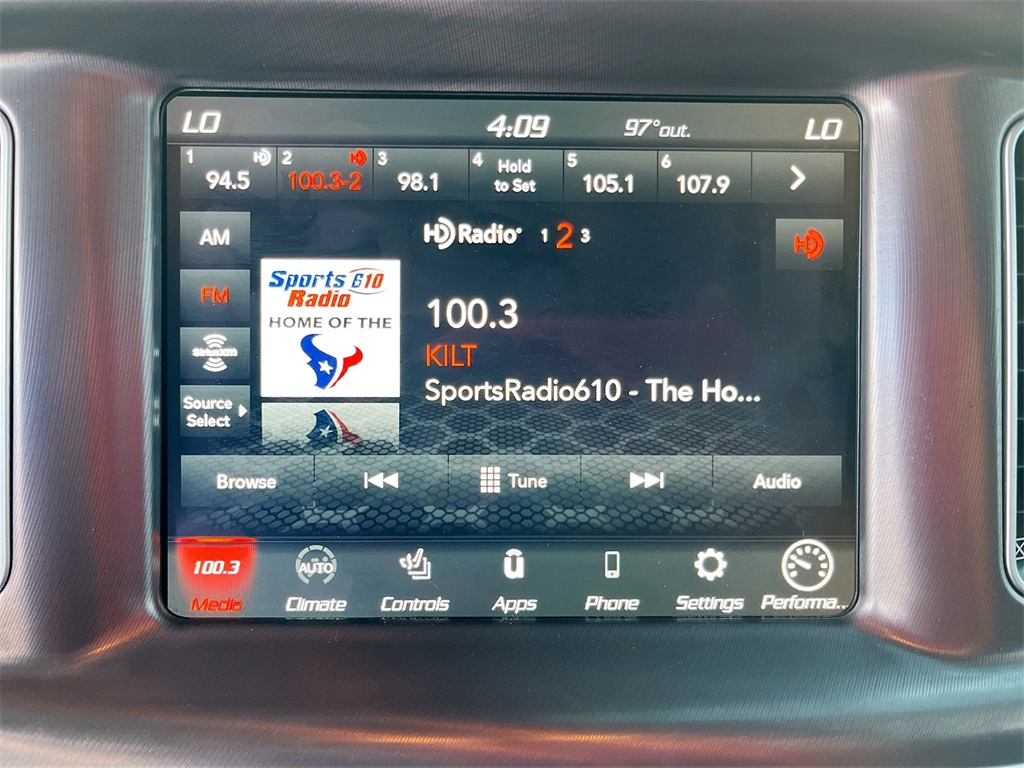 LO 4:09 97°out. LO
1 94.5 2 100.3-2 3 98.1 4 Hold to Set 5 105.1 6 107.9
HD Radio 1 2 3
HD
AM
FM
SiriusXM
Source
Select
Sports 610
Radio
HOME OF THE
100.3
KILT
SportsRadio610 - The Ho...
Browse Tune Audio
100.3 AUTO
Media Climate Controls Apps Phone Settings Performa...